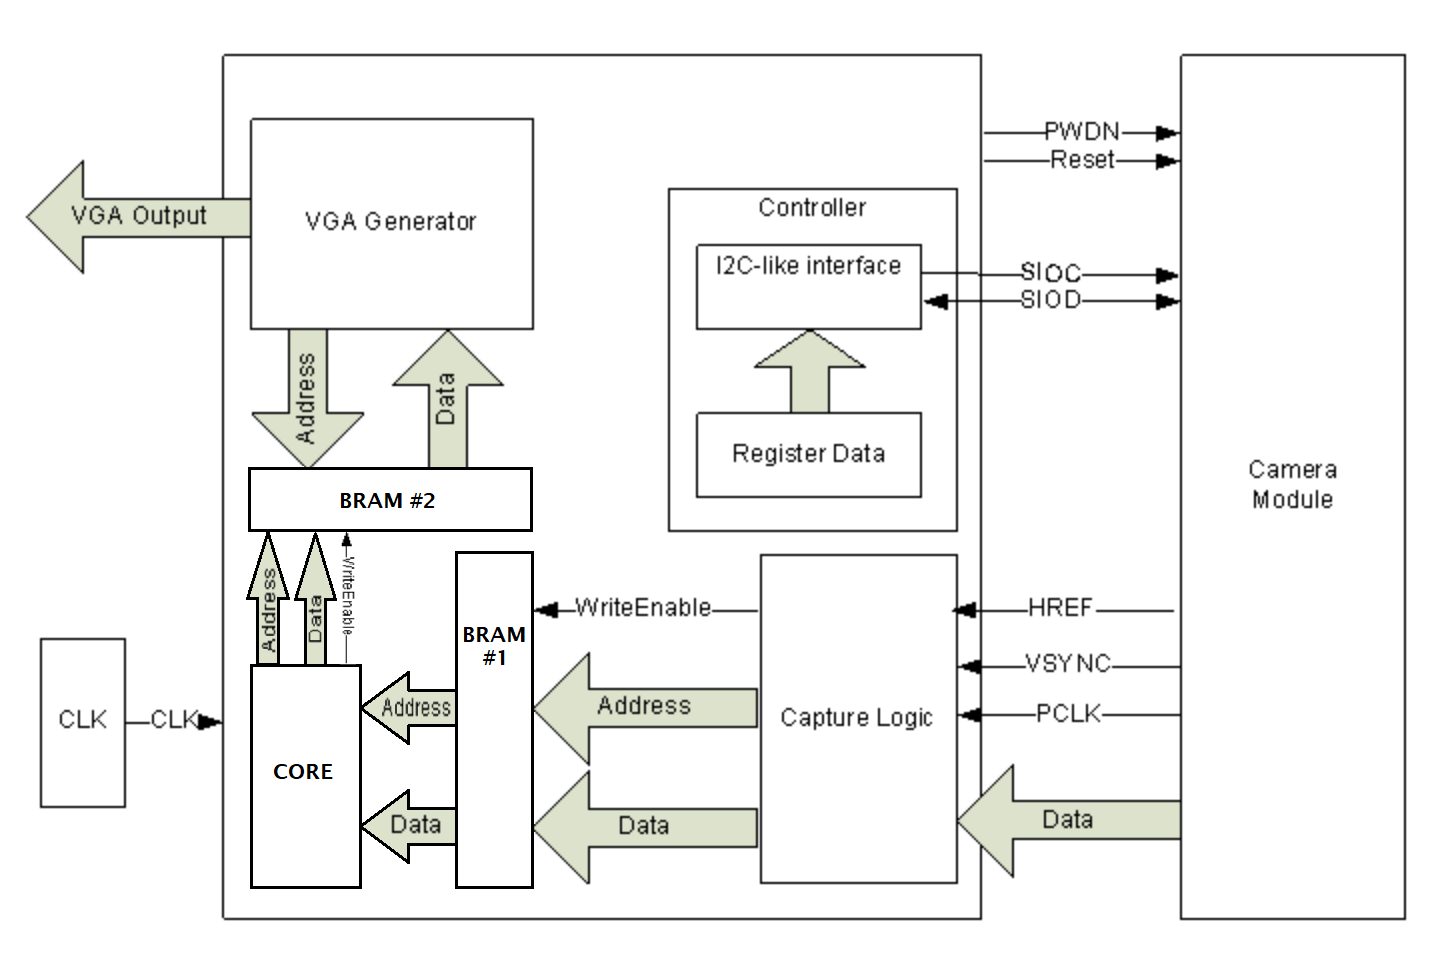 PWDN
Reset
Controller
VGA Output
VGA Generator
I2C-like interface
SIOC
SIOD
Address
Data
Register Data
Camera
Module
BRAM #2
Address
Data
WriteEnable
WriteEnable
HREF
BRAM
#1
VSYNC
Address
Address
PCLK
Capture Logic
CLK
CLK
CORE
Data
Data
Data